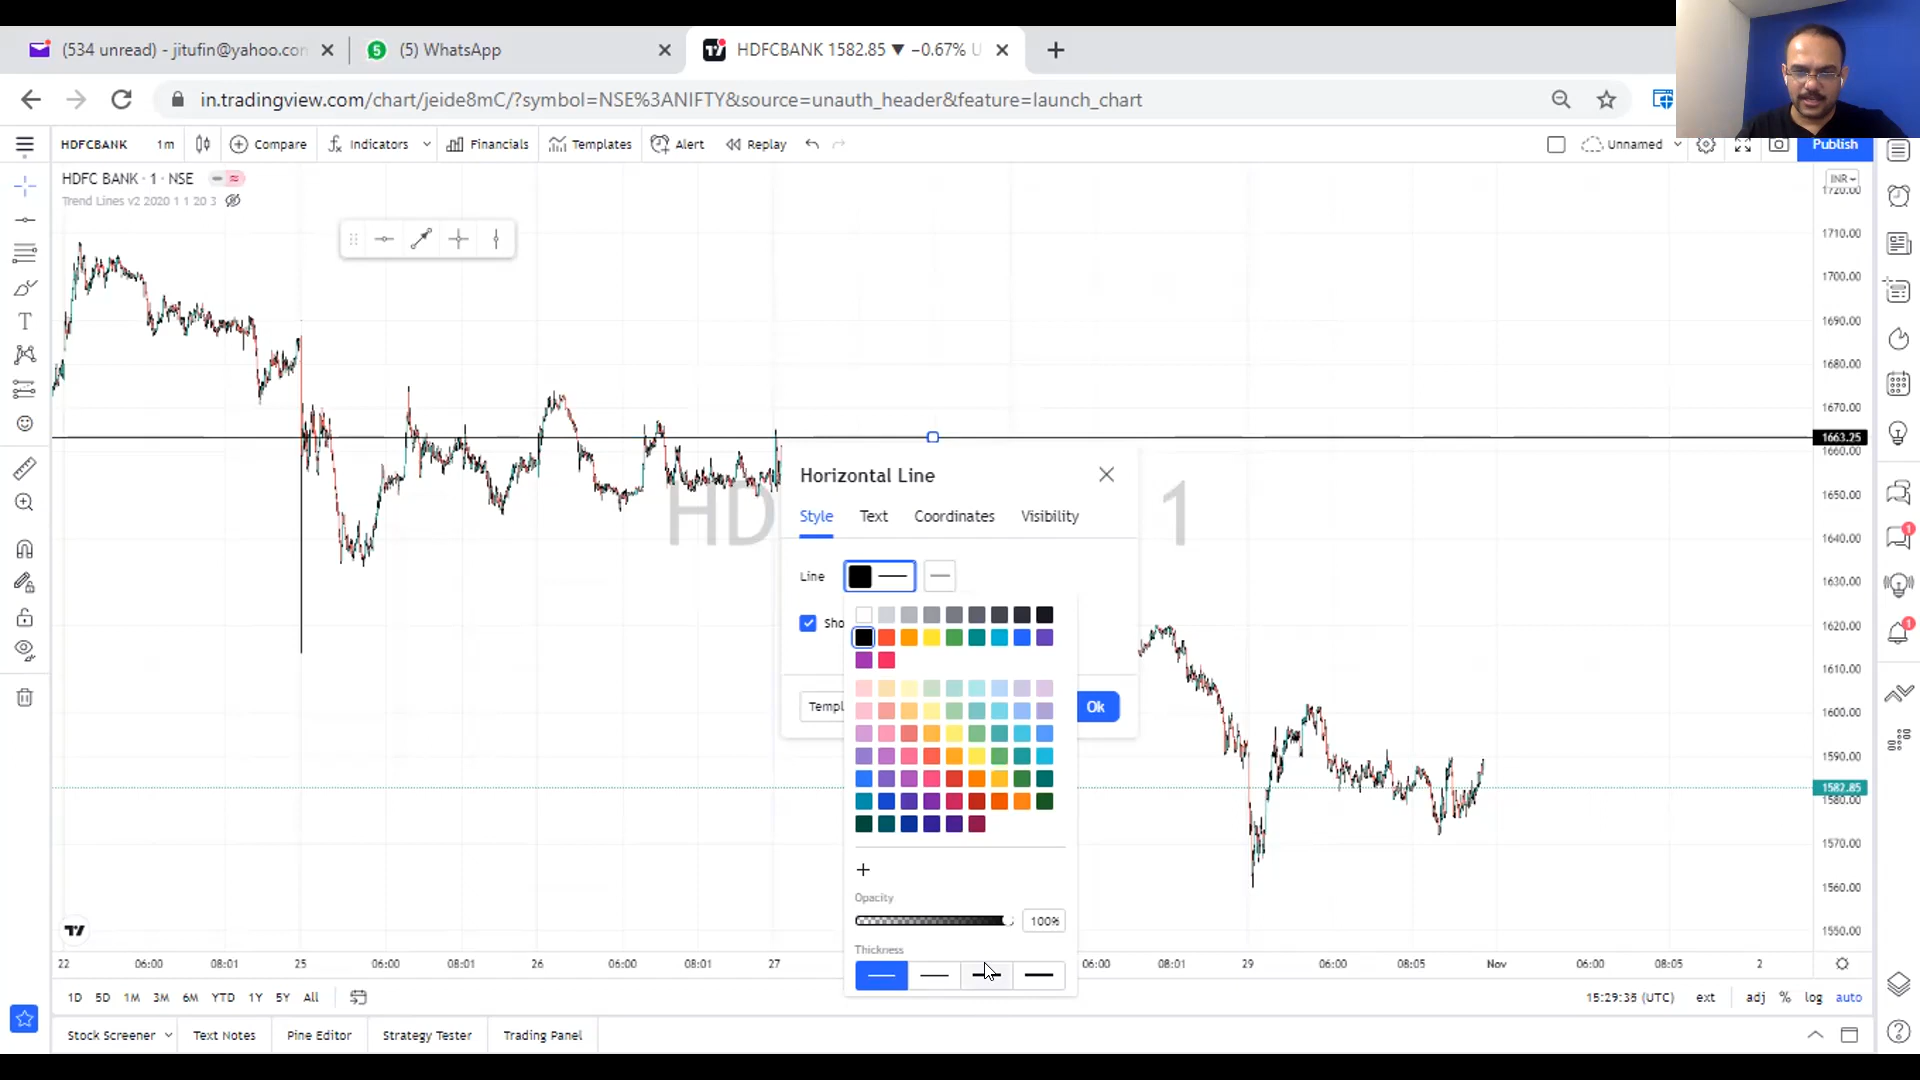 (534 unread) - jitufin@yahoo.con
5
(5) WhatsApp
HDFCBANK 1582.85 ▼ −0.67% U
in.tradingview.com/chart/jeide8mC/?symbol=NSE%3ANIFTY&source=unauth_header&feature=launch_chart
HDFCBANK 1m Compare Indicators Financials Templates Alert Replay Unnamed Publish
HDFC BANK · 1 · NSE
INR
Trend Lines v2 2020 1 1 20 3
1720.00
1710.00
1700.00
1690.00
1680.00
1670.00
1663.25
1660.00
1650.00
1640.00
1630.00
1620.00
1610.00
1600.00
1590.00
1582.85
1580.00
1570.00
1560.00
1550.00
HD 1
Horizontal Line
Style Text Coordinates Visibility
Line
Sho
Templ Ok
Opacity
100%
Thickness
22 06:00 08:01 25 06:00 08:01 26 06:00 08:01 27 06:00 08:01 29 06:00 08:05 Nov 06:00 08:05 2
1D 5D 1M 3M 6M YTD 1Y 5Y All 15:29:35 (UTC) ext adj % log auto
Stock Screener Text Notes Pine Editor Strategy Tester Trading Panel
1
1